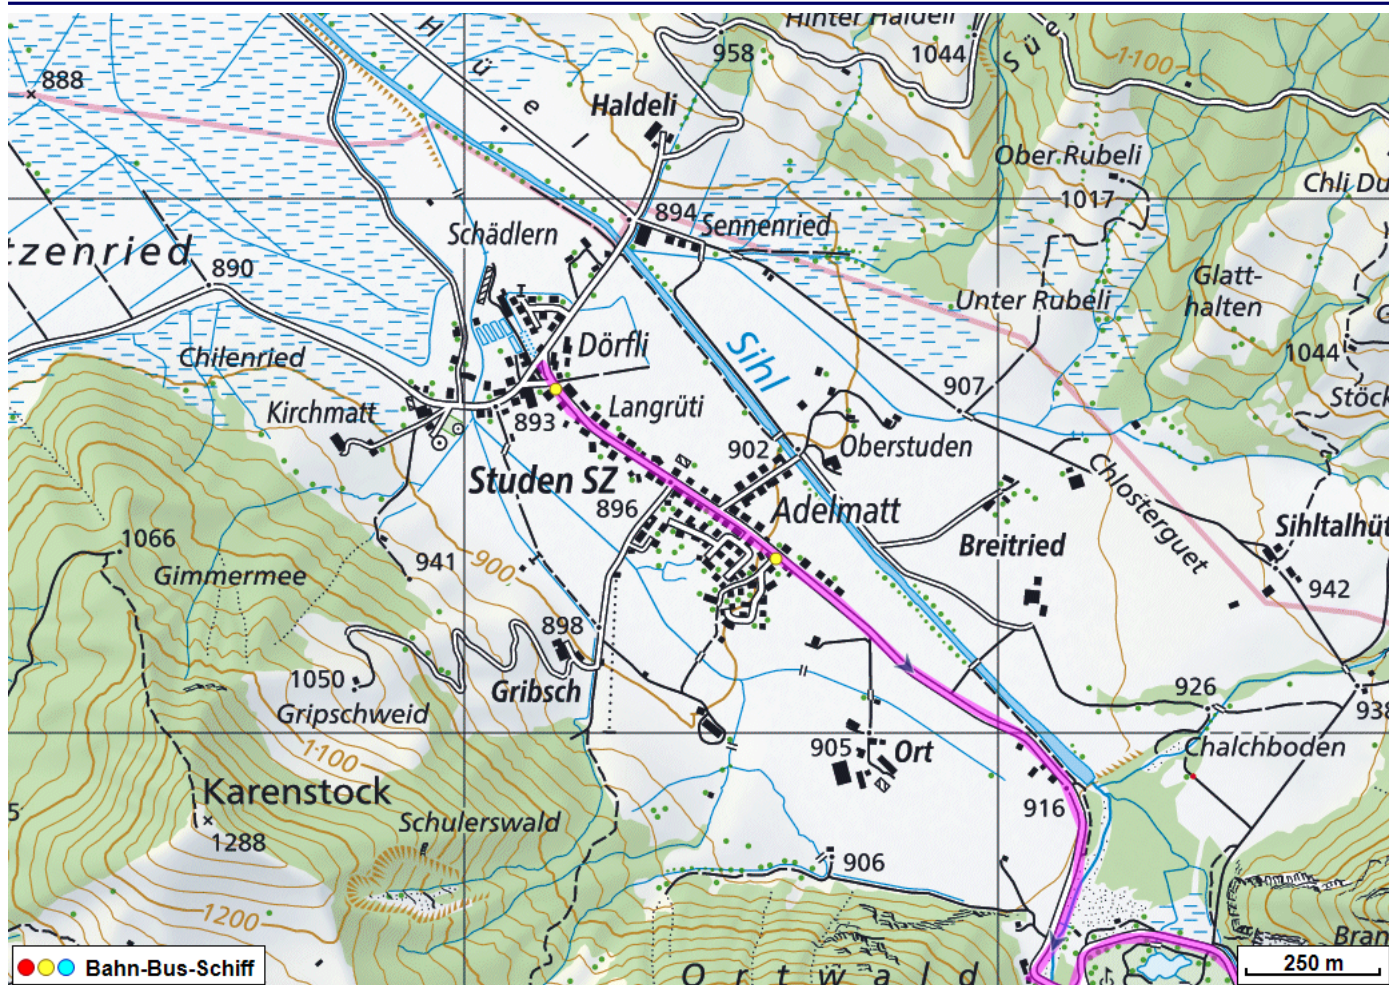 Hinter Haldeli
1044
Süe
1100
958
H
ü
e
l
888
Haldeli
Ober Rubeli
1017
Chli Du
894
Sennenried
Schädlern
tzenried
890
Glatt-
halten
Unter Rubeli
Sihl
Dörfli
Chilenried
1044
907
Stöck
Kirchmatt
893
Langrüti
902
Oberstuden
Studen SZ
896
Adelmatt
Chlosterguet
Sihltalhüt
Breitried
1066
Gimmermee
941
900
942
898
1050
Gripschweid
Gribsch
926
938
1100
905
Ort
Chalchboden
Karenstock
5
916
Schulerswald
1288
906
1200
Bran
Ortwald
Bahn-Bus-Schiff
250 m